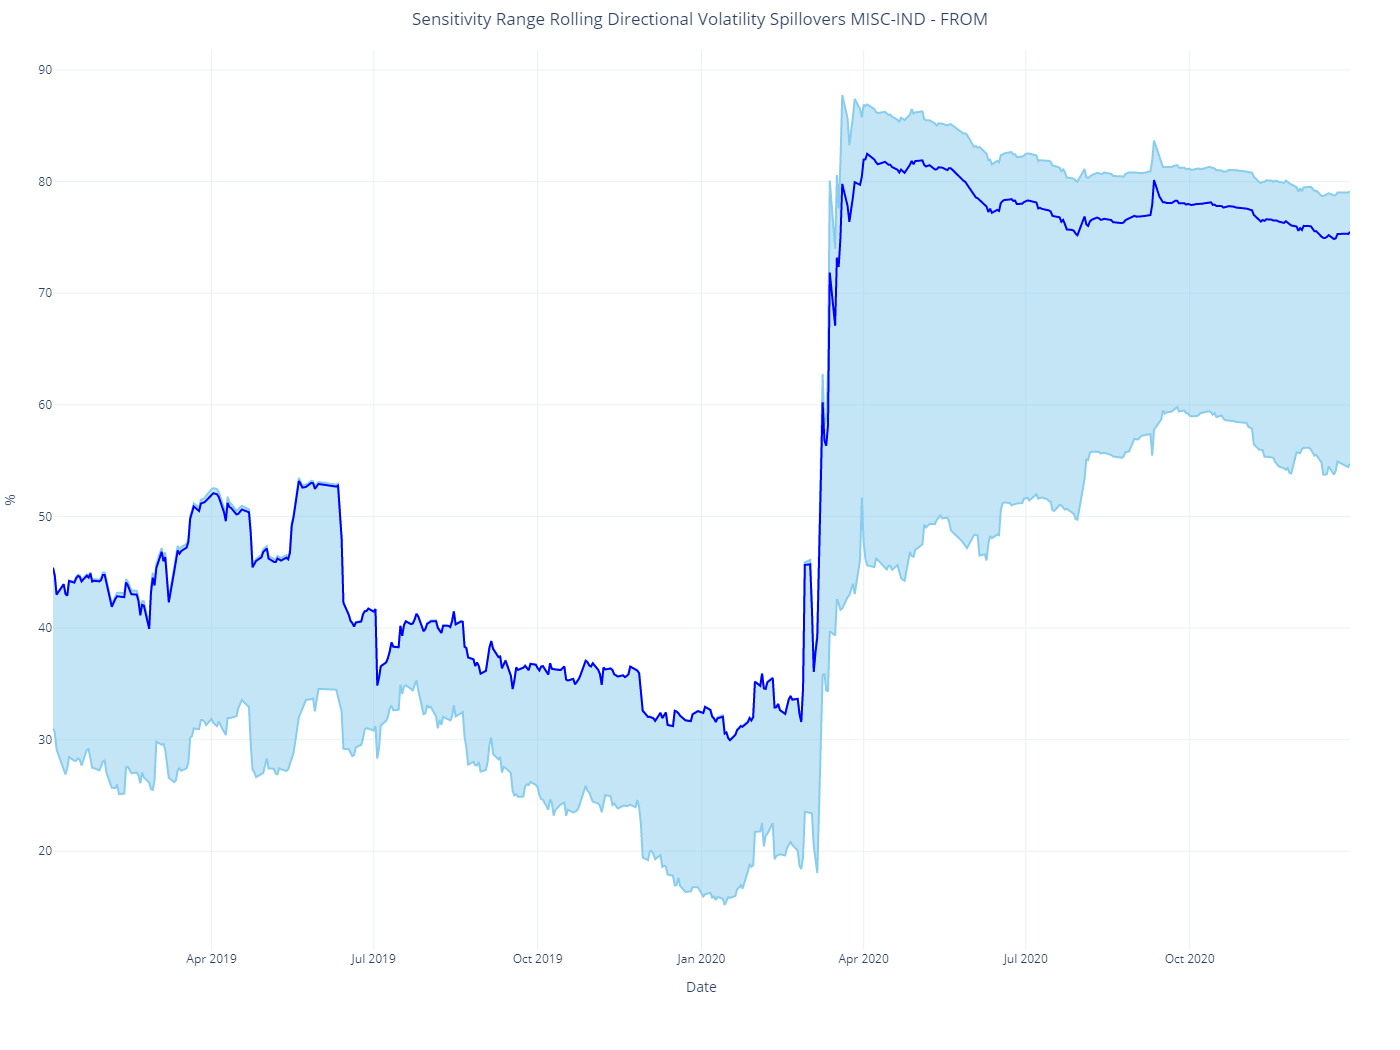 Sensitivity Range Rolling Directional Volatility Spillovers MISC-IND - FROM
90
80
70
60
50
40
30
20
%
Apr 2019
Jul 2019
Oct 2019
Jan 2020
Apr 2020
Jul 2020
Oct 2020
Date